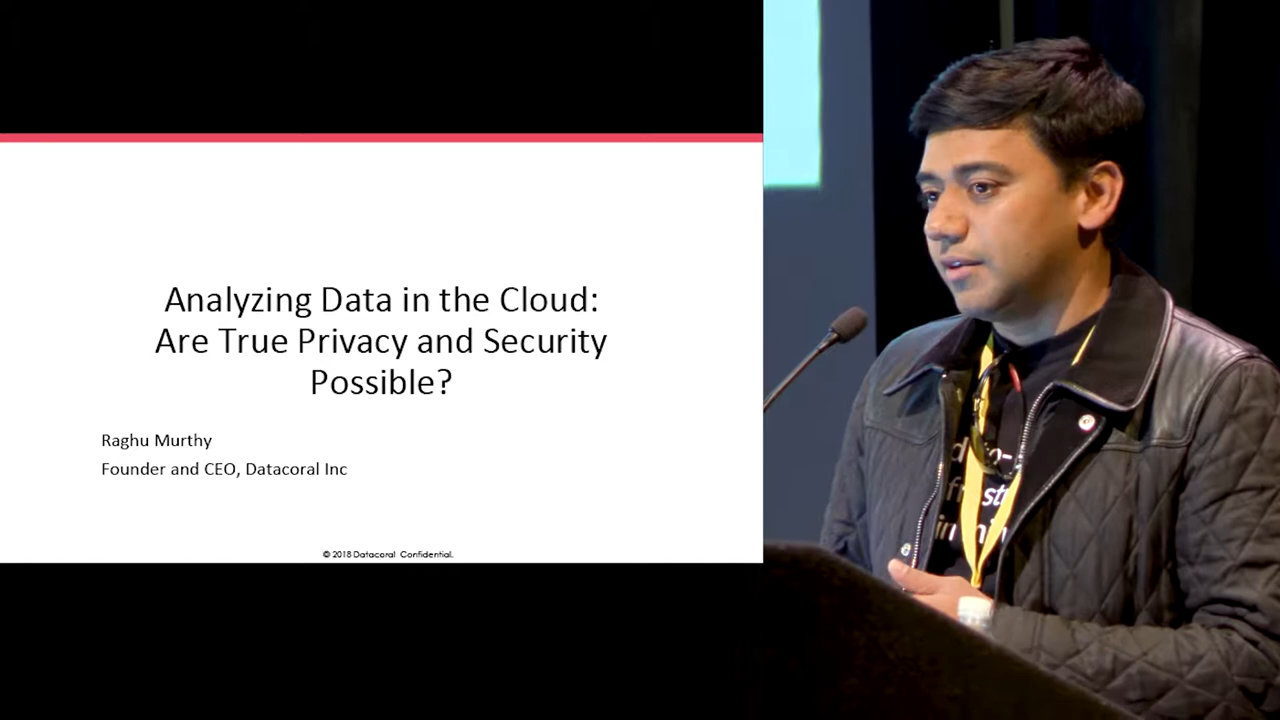 Analyzing Data in the Cloud:
Are True Privacy and Security
Possible?
Raghu Murthy
Founder and CEO, Datacoral Inc
© 2018 Datacoral Confidential.